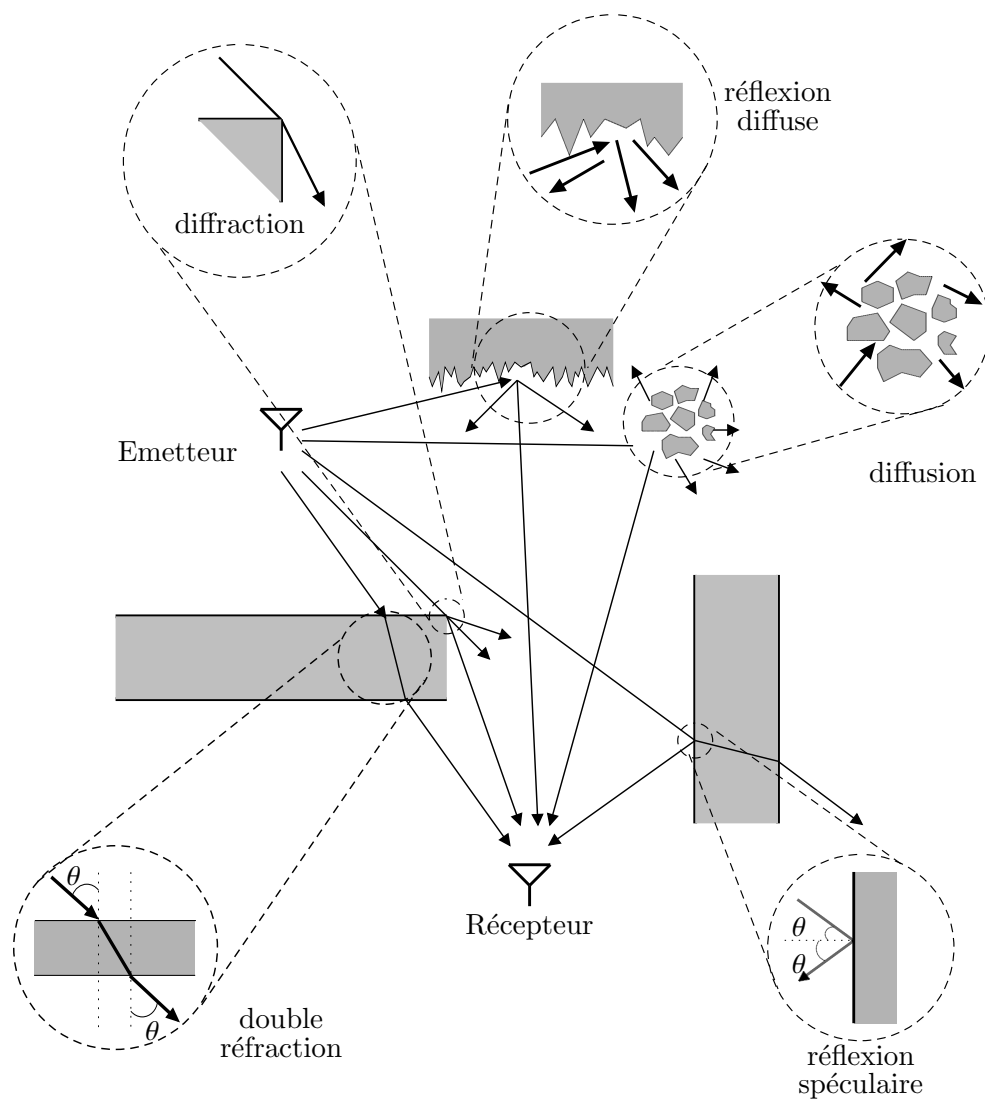 réflexion
diffuse
diffraction
Emetteur
diffusion
θ
θ
Récepteur
θ
θ
double
réfraction
réflexion
spéculaire